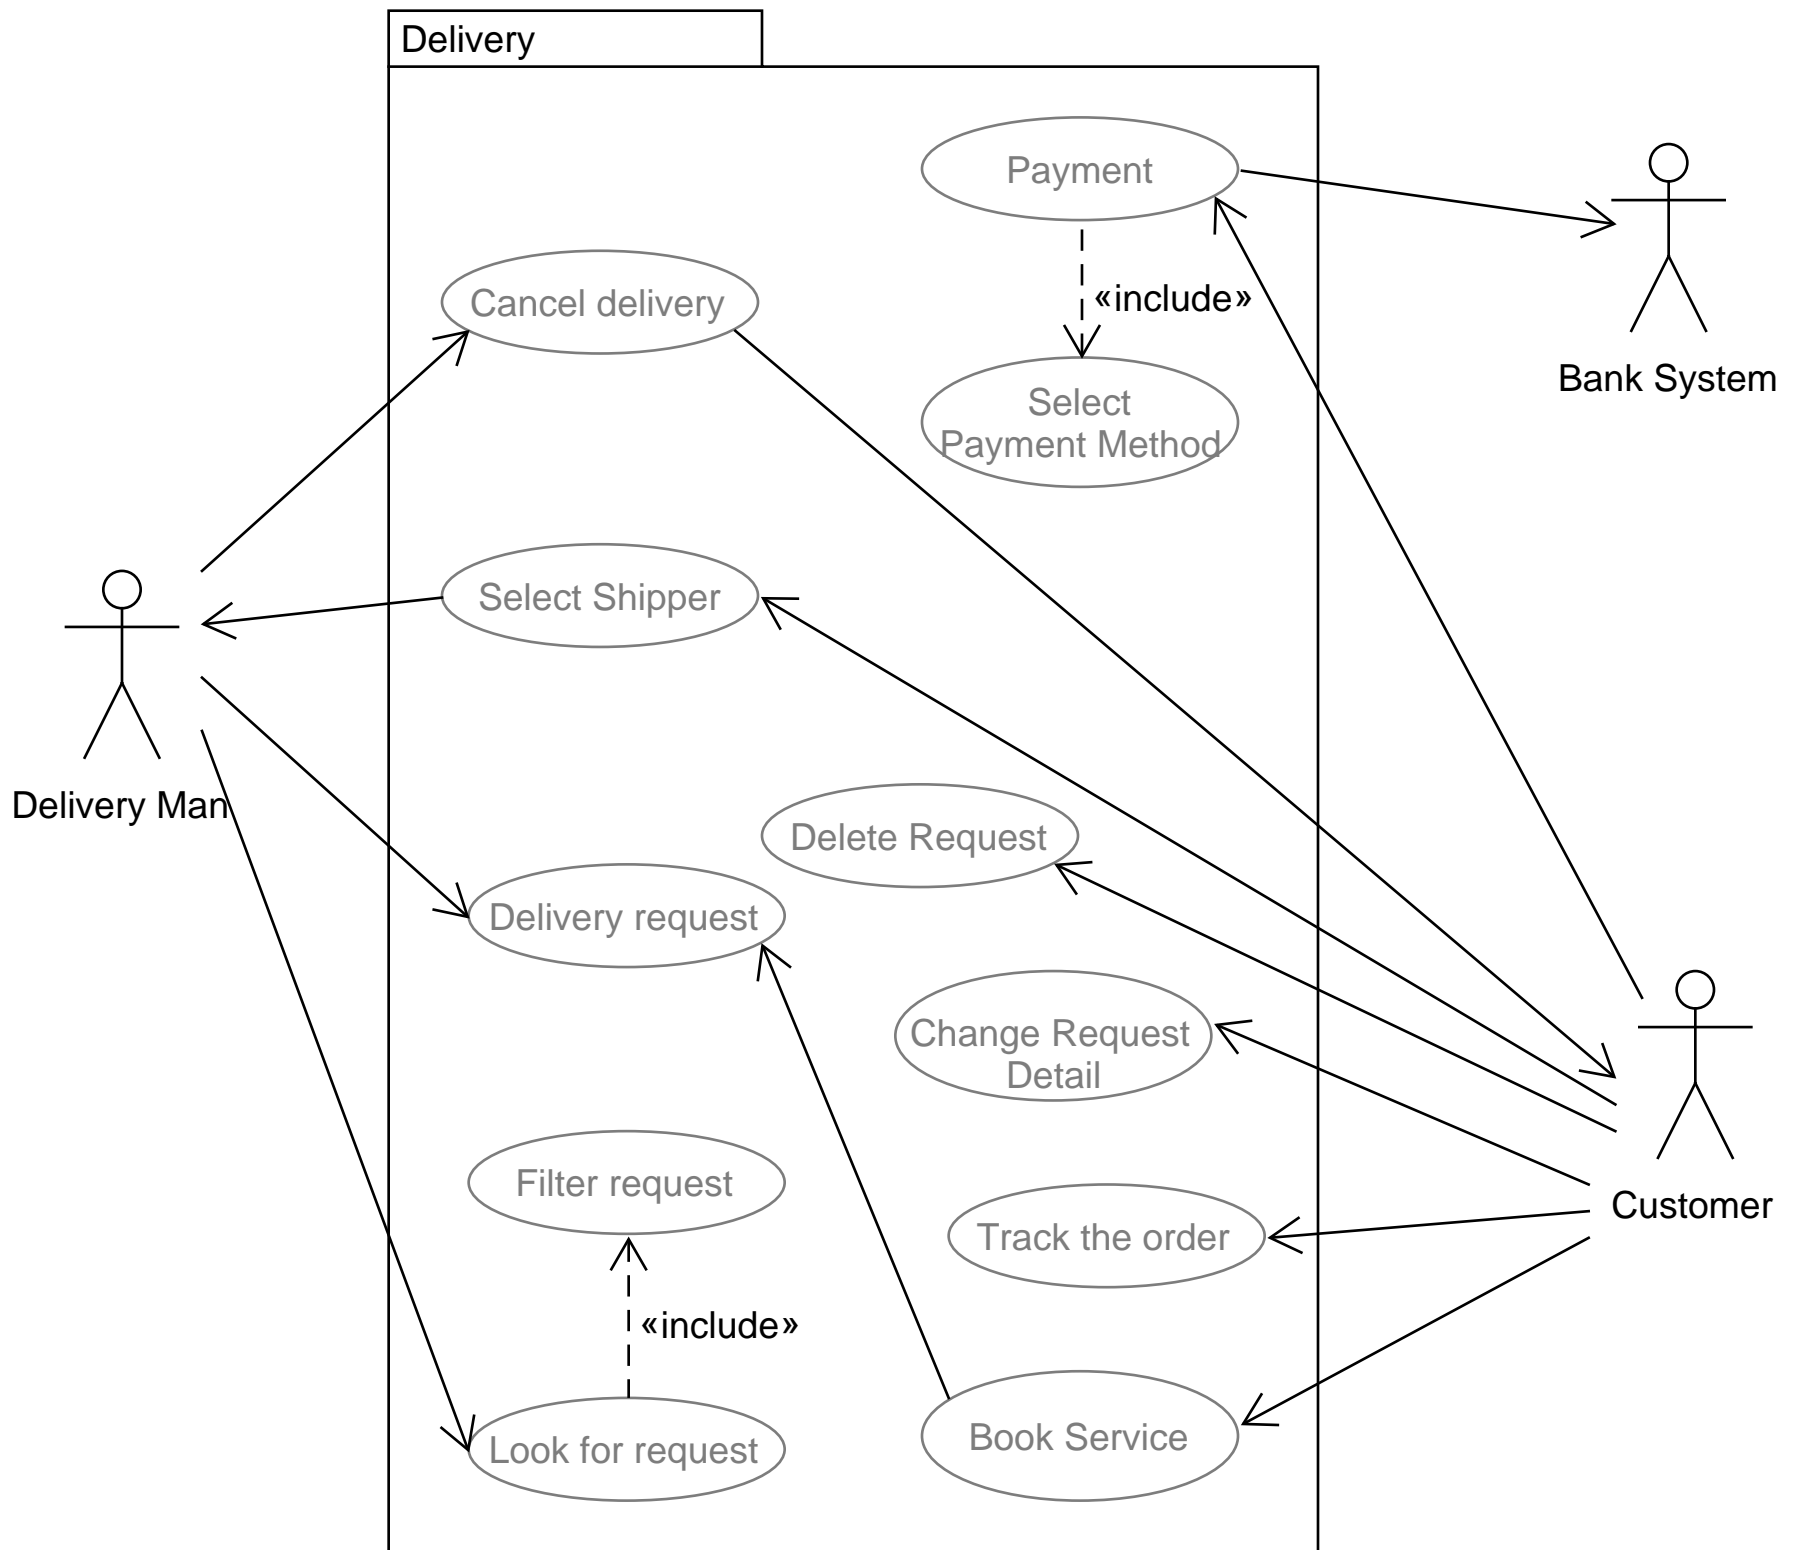 Delivery
Payment
Cancel delivery
«include»
Bank System
Select
Payment Method
Select Shipper
Delivery Man
Delete Request
Delivery request
Change Request
Detail
Filter request
Customer
Track the order
«include»
Look for request
Book Service